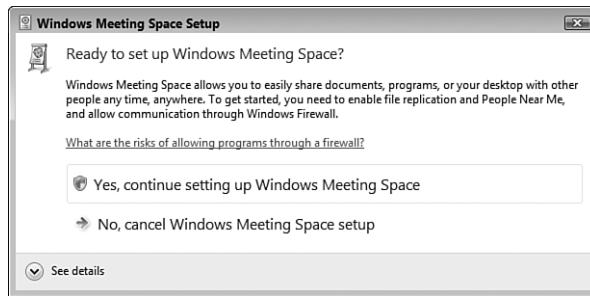 Windows Meeting Space Setup
Ready to set up Windows Meeting Space?
Windows Meeting Space allows you to easily share documents, programs, or your desktop with other
people any time, anywhere. To get started, you need to enable file replication and People Near Me,
and allow communication through Windows Firewall.
What are the risks of allowing programs through a firewall?
Yes, continue setting up Windows Meeting Space
No, cancel Windows Meeting Space setup
See details